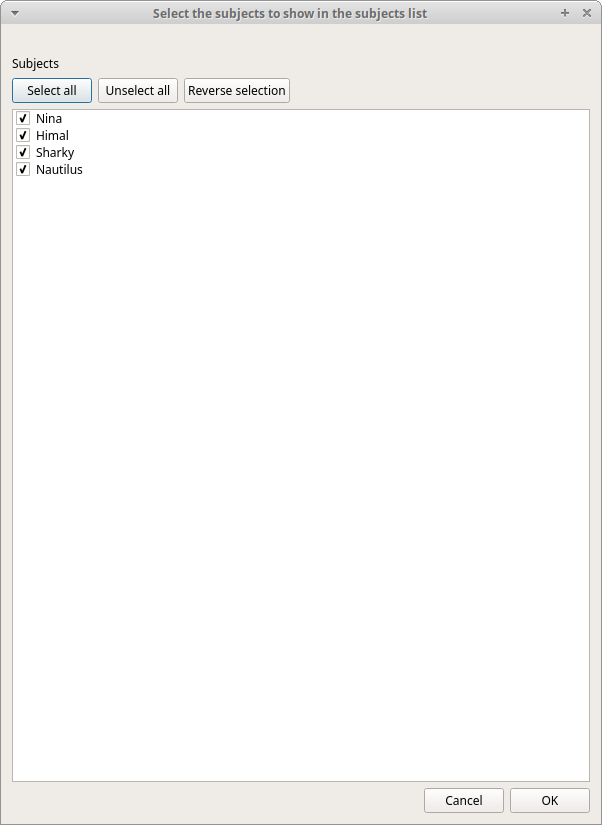 Select the subjects to show in the subjects list
Subjects
Select all Unselect all Reverse selection
Nina
Himal
Sharky
Nautilus
Cancel OK